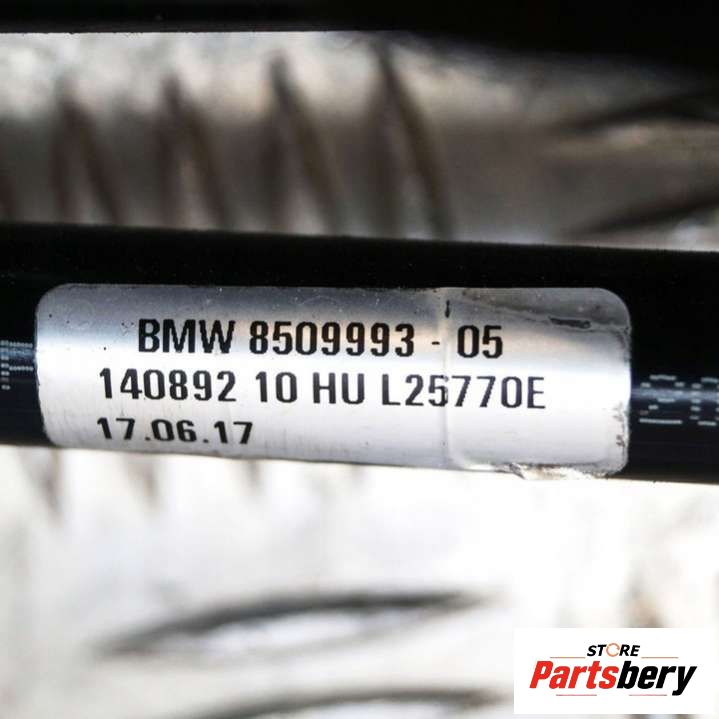 BMW 8509993 - 05
140892 10 HU L25770E
17.06.17
STORE
Partsbery